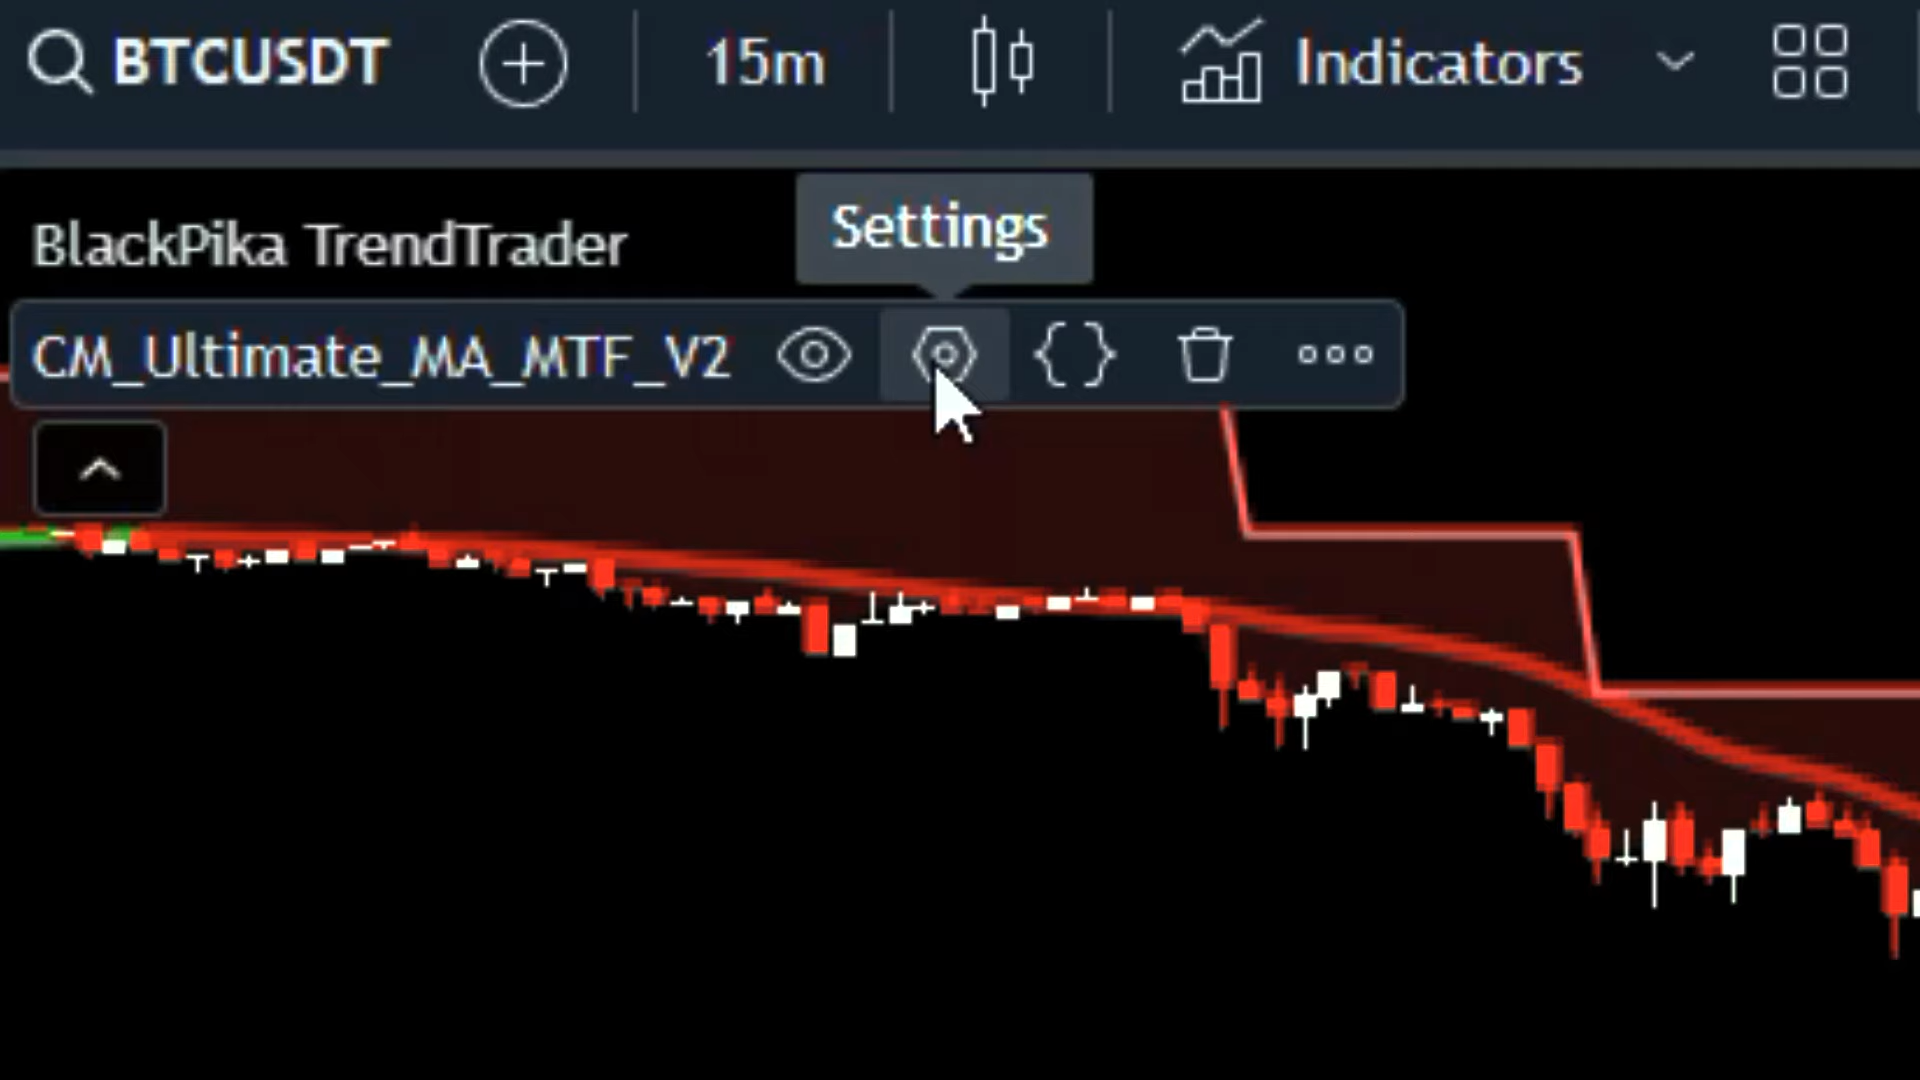 BTCUSDT 15m Indicators
Settings
BlackPika TrendTrader
CM_Ultimate_MA_MTF_V2